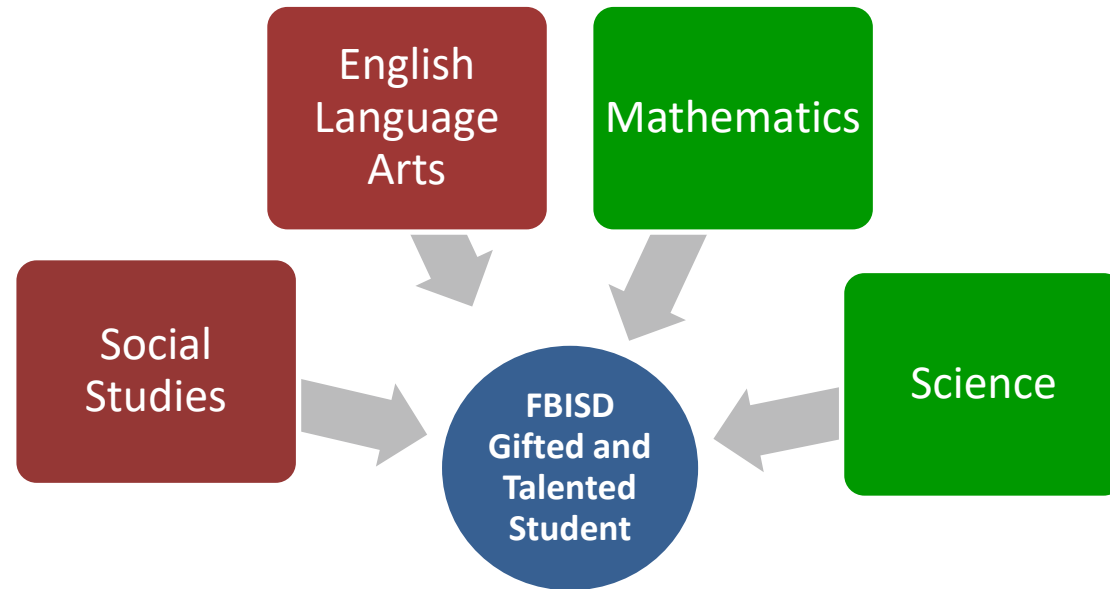 English
Language
Arts
Mathematics
Social
Studies
Science
FBISD
Gifted and
Talented
Student